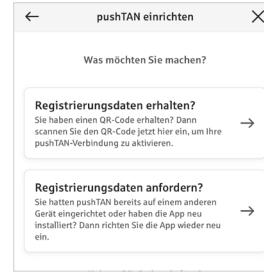 pushTAN einrichten
Was möchten Sie machen?
Registrierungsdaten erhalten?
Sie haben einen QR-Code erhalten? Dann
scannen Sie den QR-Code jetzt hier ein, um Ihre
pushTAN-Verbindung zu aktivieren.
Registrierungsdaten anfordern?
Sie hatten pushTAN bereits auf einem anderen
Gerät eingerichtet oder haben die App neu
installiert? Dann richten Sie die App wieder neu
ein.